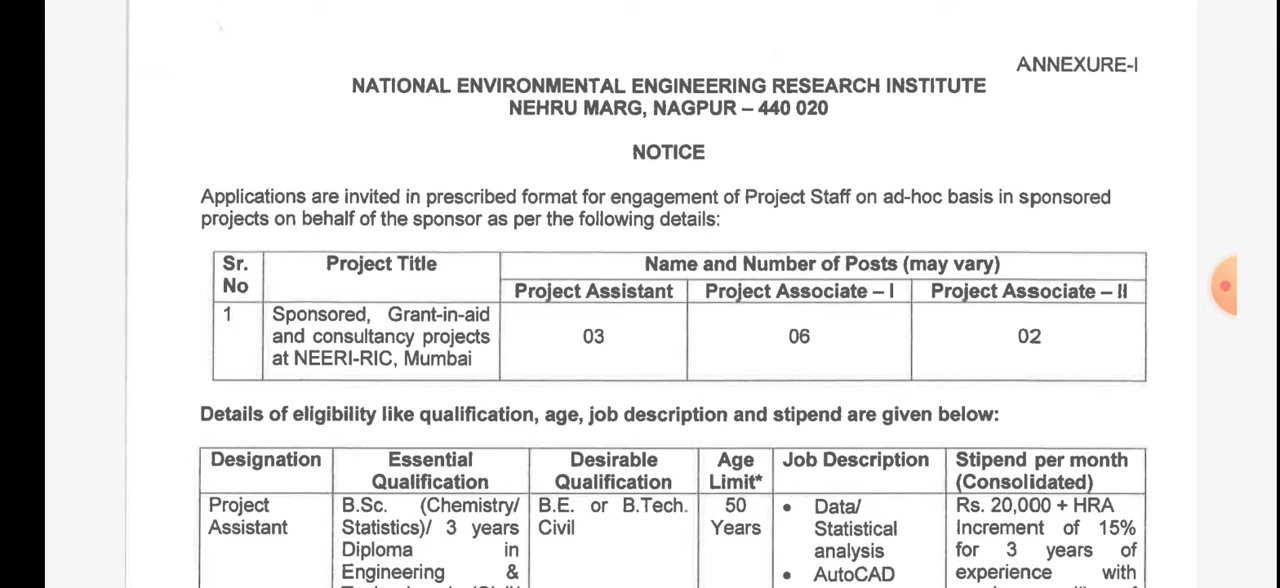 ANNEXURE-I
NATIONAL ENVIRONMENTAL ENGINEERING RESEARCH INSTITUTE
NEHRU MARG, NAGPUR – 440 020
NOTICE
Applications are invited in prescribed format for engagement of Project Staff on ad-hoc basis in sponsored
projects on behalf of the sponsor as per the following details:
Sr. No
Project Title
Name and Number of Posts (may vary)
Project Assistant
Project Associate – I
Project Associate – II
1
Sponsored, Grant-in-aid
and consultancy projects
at NEERI-RIC, Mumbai
03
06
02
Details of eligibility like qualification, age, job description and stipend are given below:
Designation
Essential
Qualification
Desirable
Qualification
Age
Limit*
Job Description
Stipend per month
(Consolidated)
Project
Assistant
B.Sc. (Chemistry/
Statistics)/ 3 years
Diploma in
Engineering &
B.E. or B.Tech.
Civil
50
Years
• Data/
Statistical
analysis
• AutoCAD
Rs. 20,000 + HRA
Increment of 15%
for 3 years of
experience with